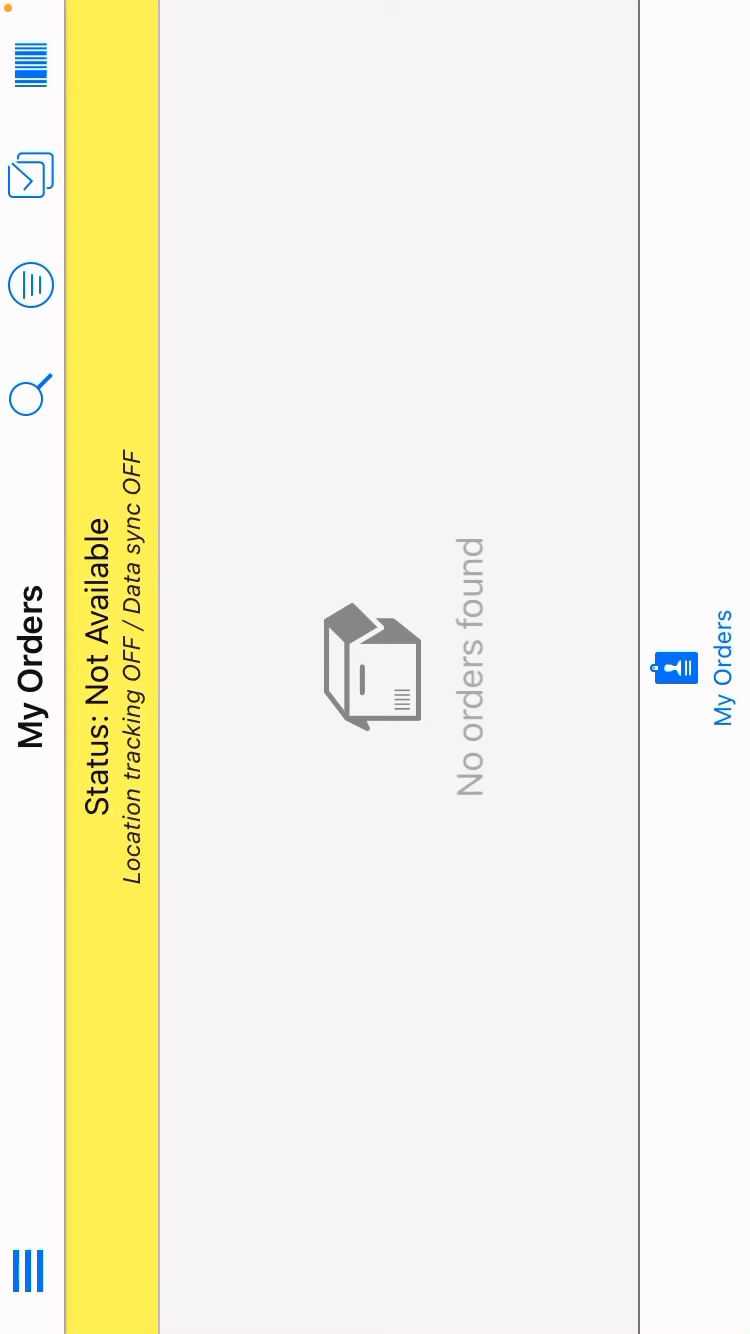 My Orders
Status: Not Available
Location tracking OFF / Data sync OFF
No orders found
My Orders